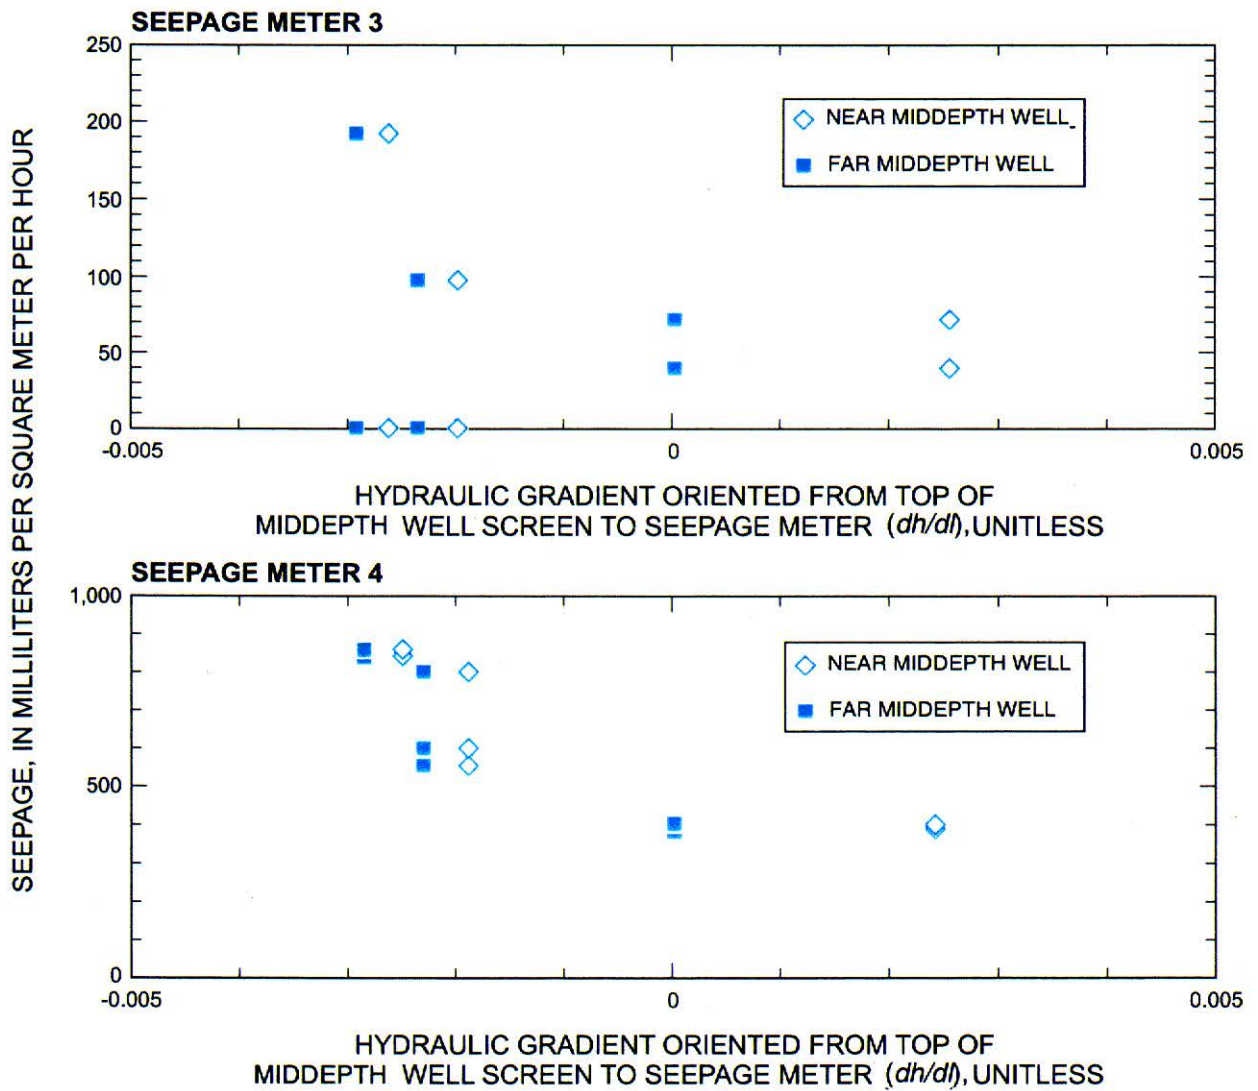 SEEPAGE, IN MILLILITERS PER SQUARE METER PER HOUR
SEEPAGE METER 3
250
200
150
100
50
0
NEAR MIDDEPTH WELL
FAR MIDDEPTH WELL
-0.005 0 0.005
HYDRAULIC GRADIENT ORIENTED FROM TOP OF
MIDDEPTH WELL SCREEN TO SEEPAGE METER (dh/dl), UNITLESS
SEEPAGE METER 4
1,000
500
0
NEAR MIDDEPTH WELL
FAR MIDDEPTH WELL
-0.005 0 0.005
HYDRAULIC GRADIENT ORIENTED FROM TOP OF
MIDDEPTH WELL SCREEN TO SEEPAGE METER (dh/dl), UNITLESS